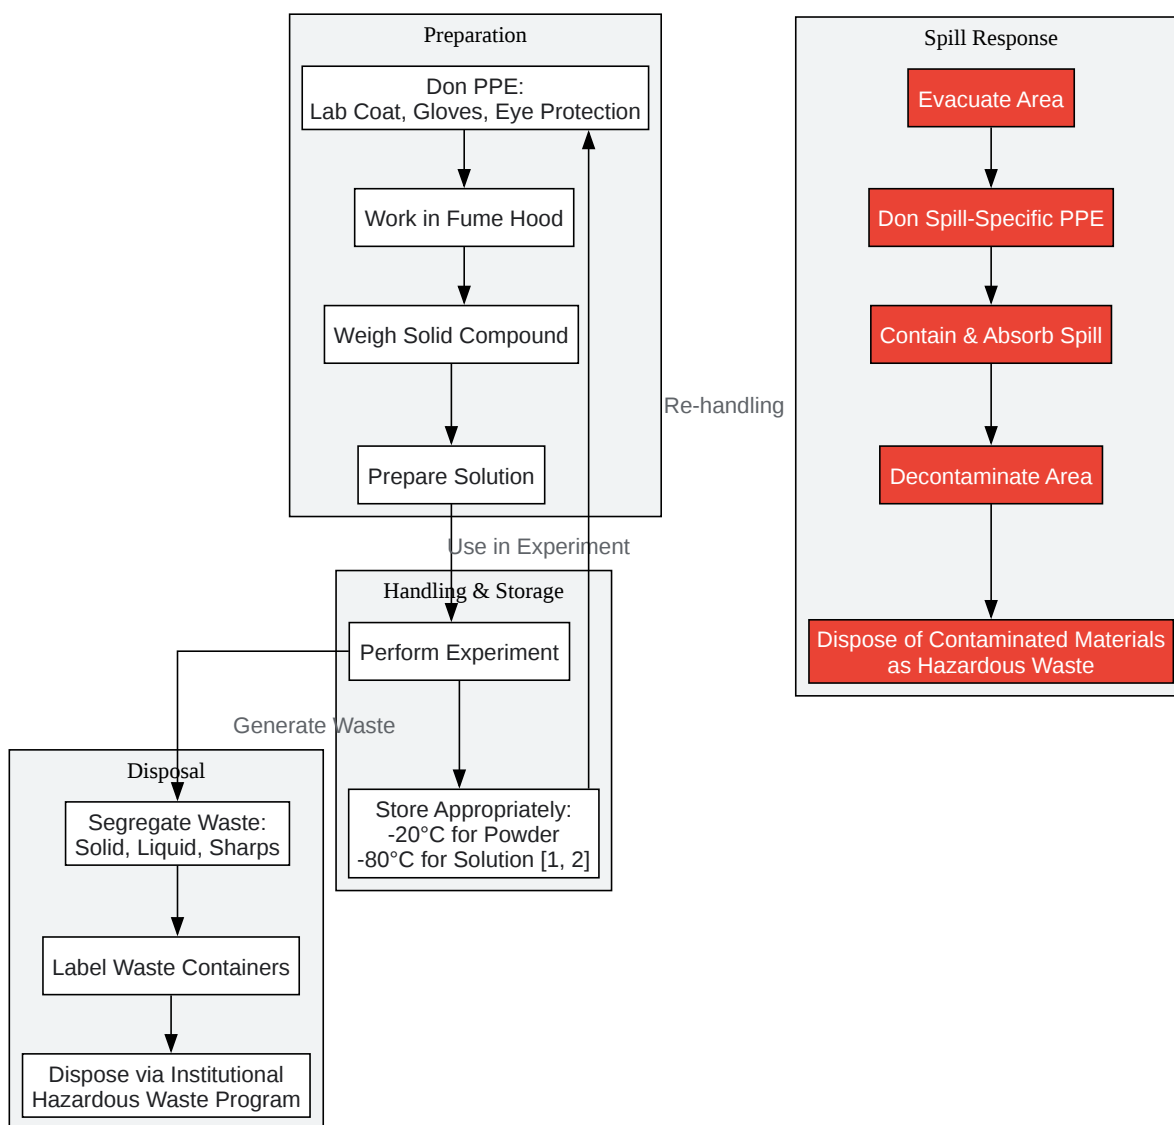 Preparation
Don PPE:
Lab Coat, Gloves, Eye Protection
Work in Fume Hood
Weigh Solid Compound
Prepare Solution
Re-handling
Use in Experiment
Handling & Storage
Perform Experiment
Generate Waste
Store Appropriately:
-20°C for Powder
-80°C for Solution [1, 2]
Disposal
Segregate Waste:
Solid, Liquid, Sharps
Label Waste Containers
Dispose via Institutional
Hazardous Waste Program
Spill Response
Evacuate Area
Don Spill-Specific PPE
Contain & Absorb Spill
Decontaminate Area
Dispose of Contaminated Materials
as Hazardous Waste